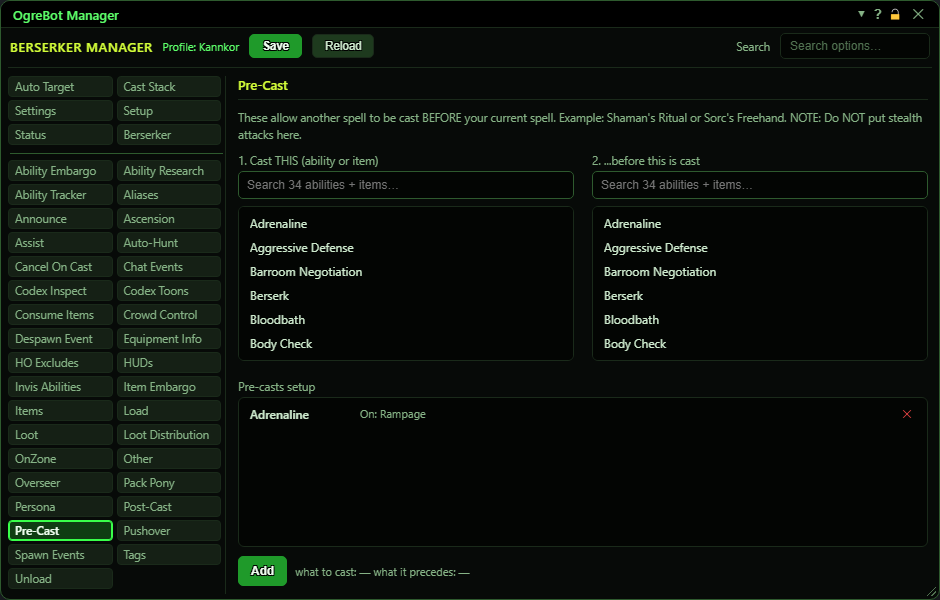 OgreBot Manager
▼ ? 🔓 ✕
BERSERKER MANAGER Profile: Kannkor Save Reload Search Search options...
Auto Target Cast Stack
Settings Setup
Status Berserker
Ability Embargo Ability Research
Ability Tracker Aliases
Announce Ascension
Assist Auto-Hunt
Cancel On Cast Chat Events
Codex Inspect Codex Toons
Consume Items Crowd Control
Despawn Event Equipment Info
HO Excludes HUDs
Invis Abilities Item Embargo
Items Load
Loot Loot Distribution
OnZone Other
Overseer Pack Pony
Persona Post-Cast
Pre-Cast Pushover
Spawn Events Tags
Unload
Pre-Cast
These allow another spell to be cast BEFORE your current spell. Example: Shaman's Ritual or Sorc's Freehand. NOTE: Do NOT put stealth
attacks here.
1. Cast THIS (ability or item)
Search 34 abilities + items...
Adrenaline
Aggressive Defense
Barroom Negotiation
Berserk
Bloodbath
Body Check
2. ...before this is cast
Search 34 abilities + items...
Adrenaline
Aggressive Defense
Barroom Negotiation
Berserk
Bloodbath
Body Check
Pre-casts setup
Adrenaline On: Rampage ✕
Add what to cast: — what it precedes: —